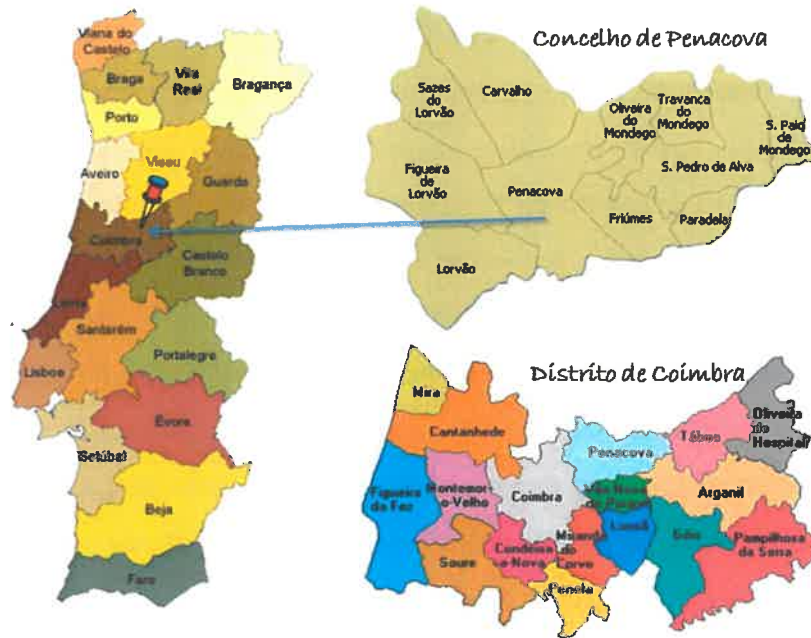 Viana do
Castelo
Braga
Vila
Real
Bragança
Porto
Viseu
Aveiro
Guarda
Coimbra
Castelo
Branco
Leiria
Santarém
Lisboa
Portalegre
Evora
Setúbal
Beja
Faro
Concelho de Penacova
Sazes
do
Lorvão
Carvalho
Oliveira
do
Mondego
Travanca
do
Mondego
S. Paio
de
Mondego
Figueira
de
Lorvão
Penacova
S. Pedro de Alva
Friúmes
Paradela
Lorvão
Distrito de Coimbra
Mira
Cantanhede
Oliveira
do
Hospital
Penacova
Tábua
Figueira
da Foz
Montemor-
o-Velho
Coimbra
Vila Nova
de Poiares
Arganil
Lousã
Góis
Pampilhosa
da Serra
Miranda
do
Corvo
Condeixa
-a-Nova
Soure
Penela